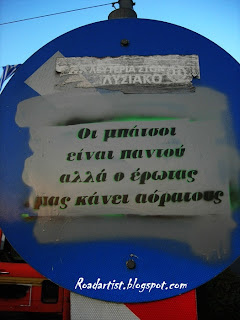 ΛΥΣΙΑΚΟ
Οι μπάτσοι
είναι παντού
αλλά ο έρωτας
μας κάνει αόρατους
Roadartist.blogspot.com